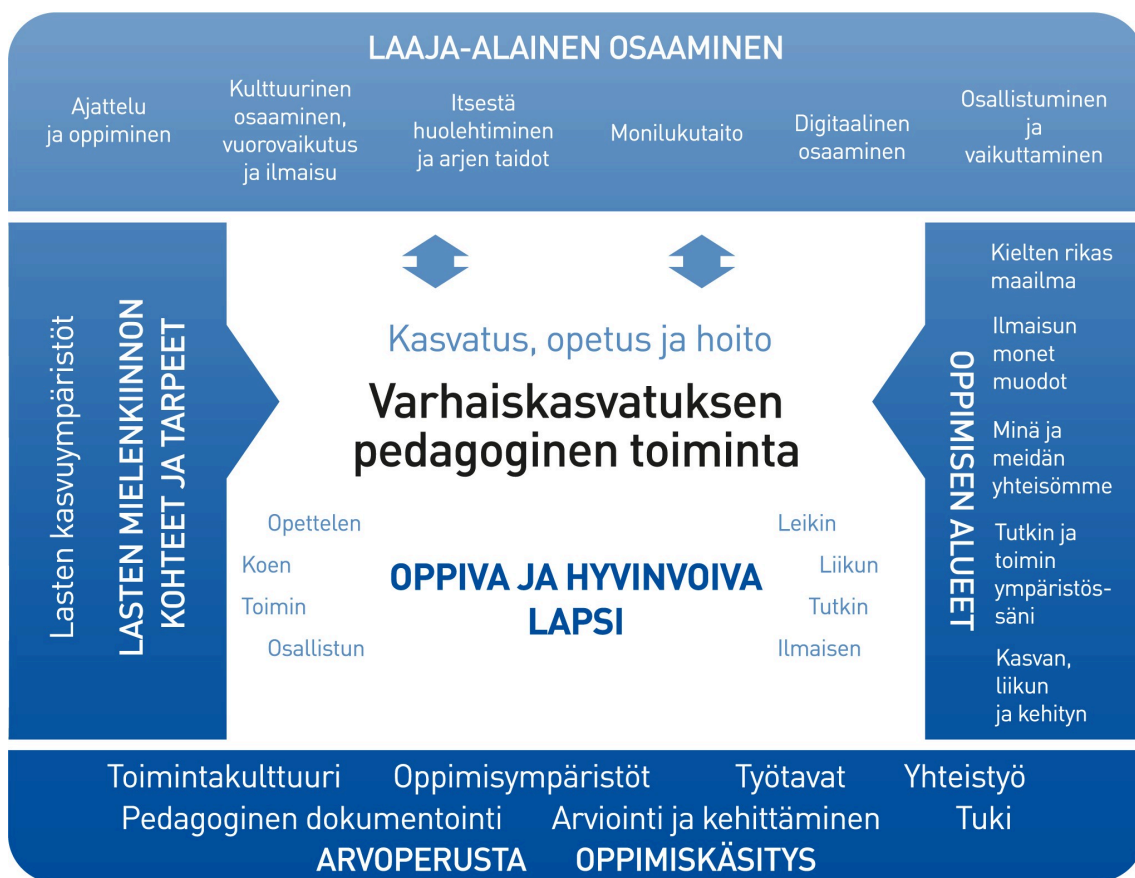 LAAJA-ALAINEN OSAAMINEN
Ajattelu
ja oppiminen
Kulttuurinen
osaaminen,
vuorovaikutus
ja ilmaisu
Itsestä
huolehtiminen
ja arjen taidot
Monilukutaito
Digitaalinen
osaaminen
Osallistuminen
ja
vaikuttaminen
Lasten kasvuympäristöt
LASTEN MIELENKIINNON
KOHTEET JA TARPEET
Kasvatus, opetus ja hoito
Varhaiskasvatuksen
pedagoginen toiminta
Opettelen
Koen
Toimin
Osallistun
OPPIVA JA HYVINVOIVA
LAPSI
Leikin
Liikun
Tutkin
Ilmaisen
OPPIMISEN ALUEET
Kielten rikas
maailma
Ilmaisun
monet
muodot
Minä ja
meidän
yhteisömme
Tutkin ja
toimin
ympäristös-
säni
Kasvan,
liikun
ja kehityn
Toimintakulttuuri Oppimisympäristöt Työtavat Yhteistyö
Pedagoginen dokumentointi Arviointi ja kehittäminen Tuki
ARVOPERUSTA OPPIMISKÄSITYS